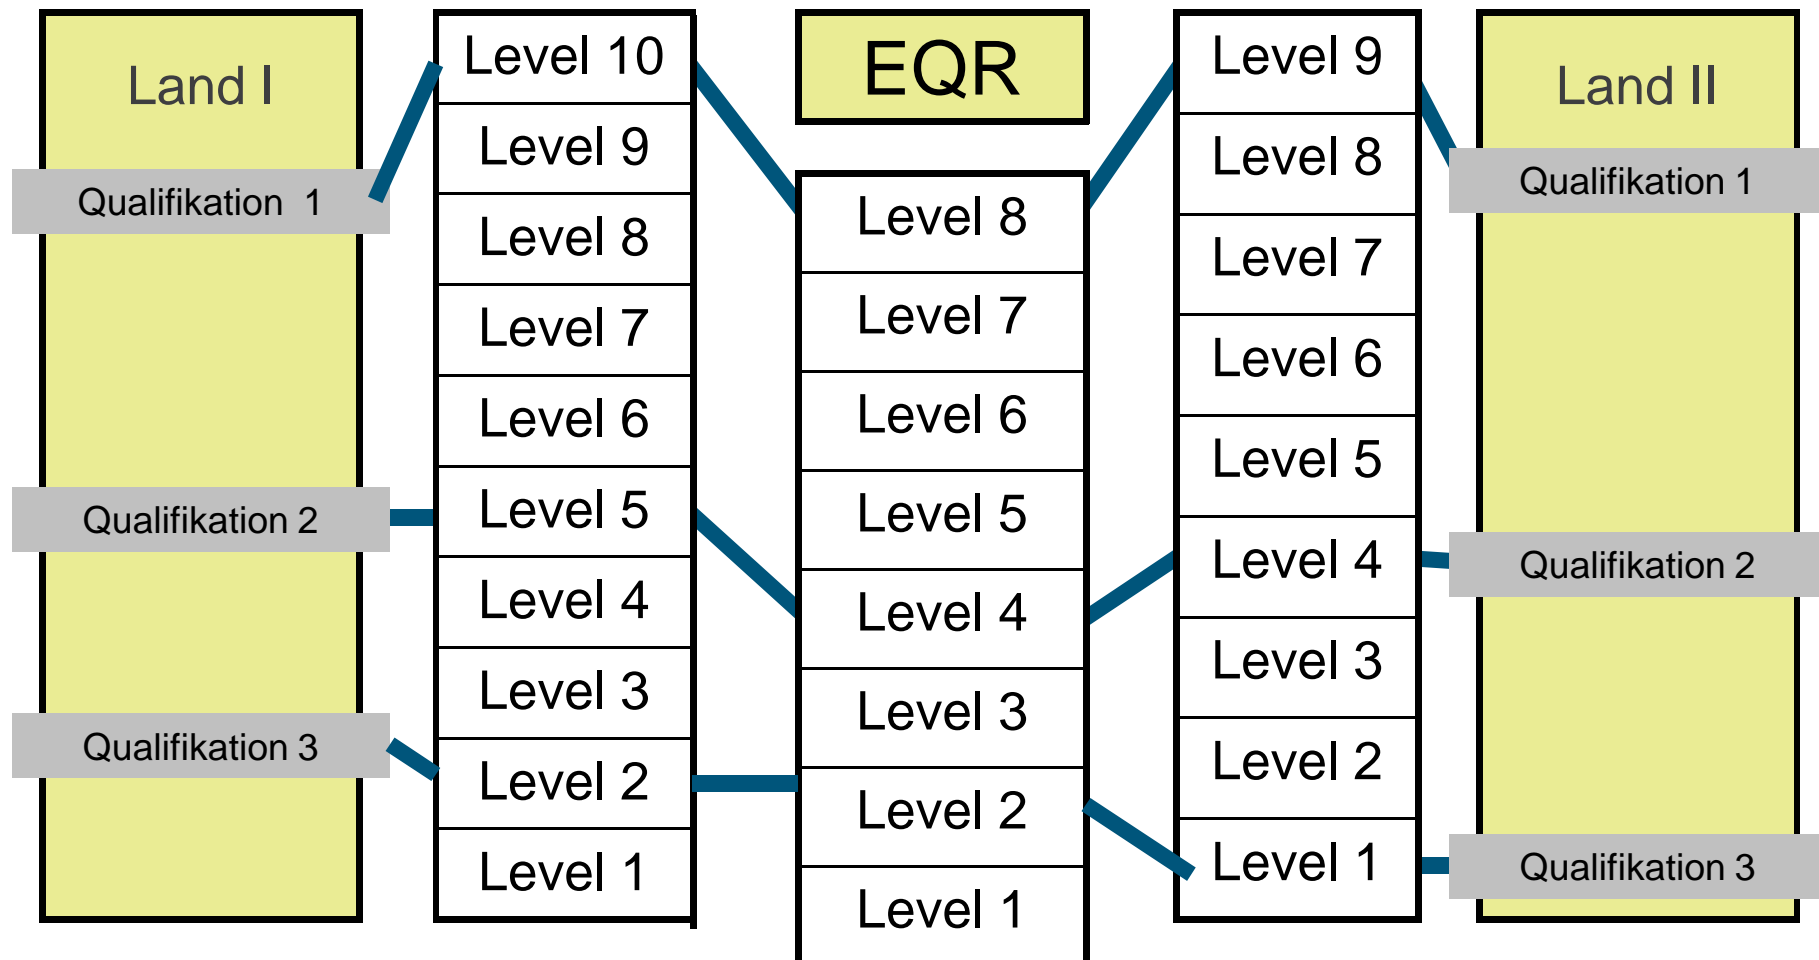 Land I
Qualifikation 1
Qualifikation 2
Qualifikation 3
Level 10
Level 9
Level 8
Level 7
Level 6
Level 5
Level 4
Level 3
Level 2
Level 1
EQR
Level 8
Level 7
Level 6
Level 5
Level 4
Level 3
Level 2
Level 1
Level 9
Level 8
Level 7
Level 6
Level 5
Level 4
Level 3
Level 2
Level 1
Land II
Qualifikation 1
Qualifikation 2
Qualifikation 3